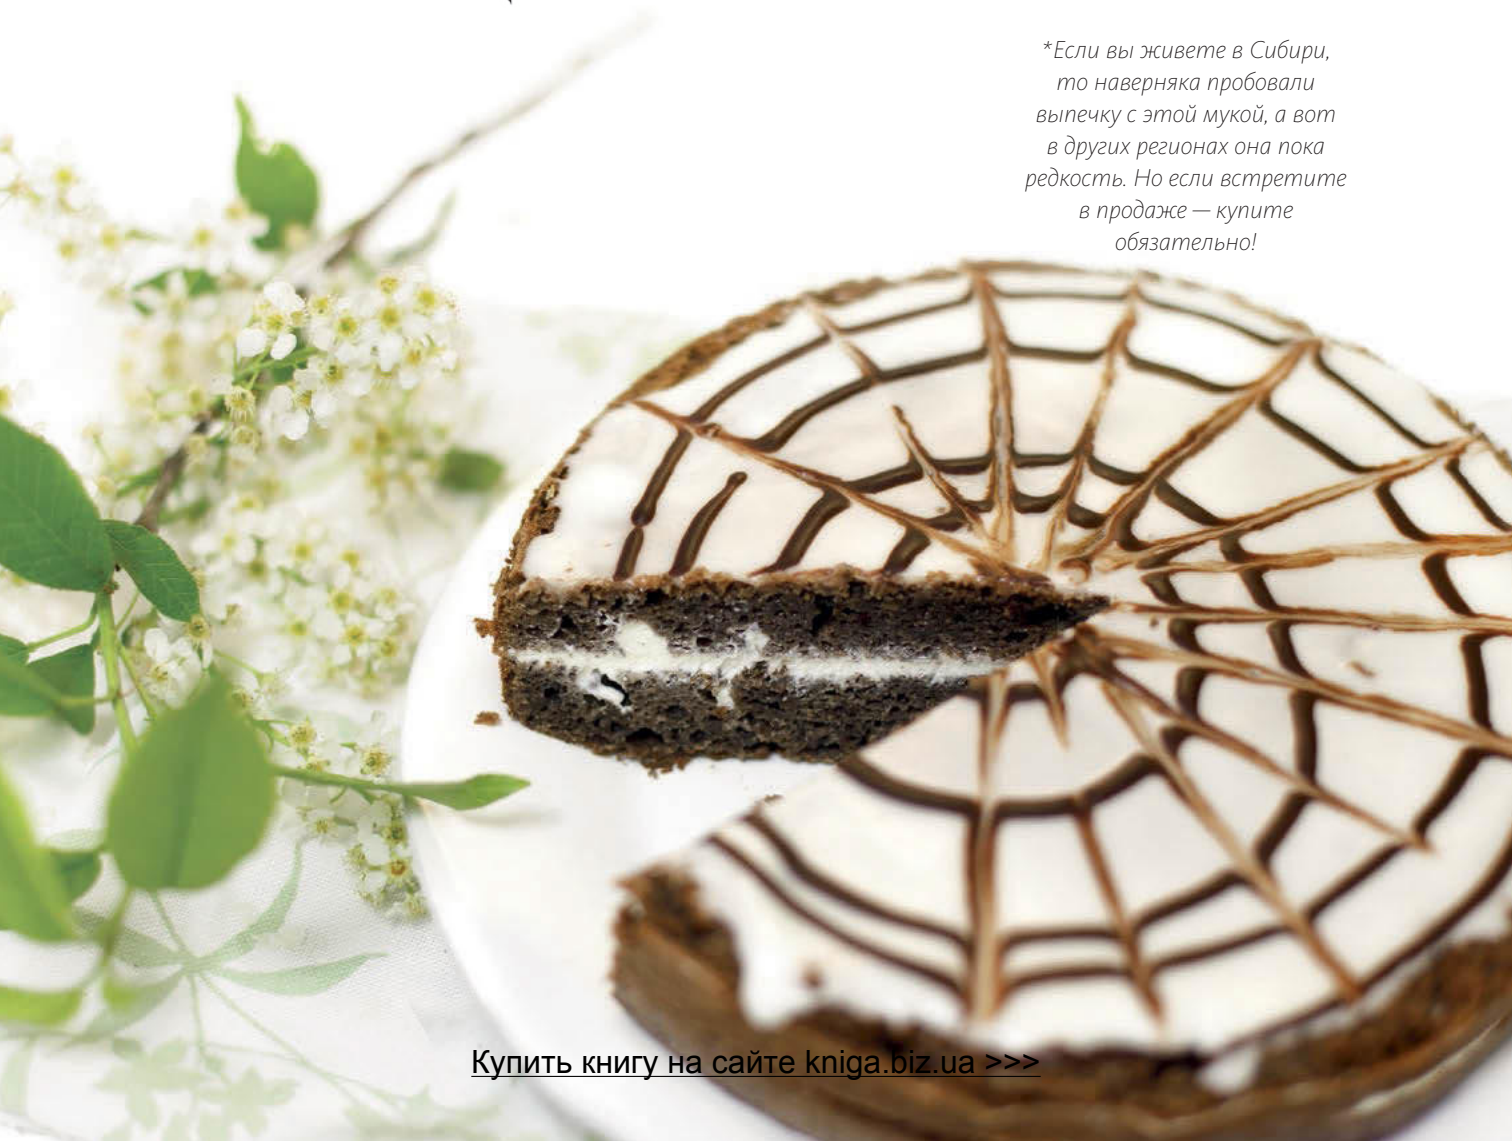 *Если вы живете в Сибири,
то наверняка пробовали
выпечку с этой мукой, а вот
в других регионах она пока
редкость. Но если встретите
в продаже — купите
обязательно!
Купить книгу на сайте kniga.biz.ua >>>